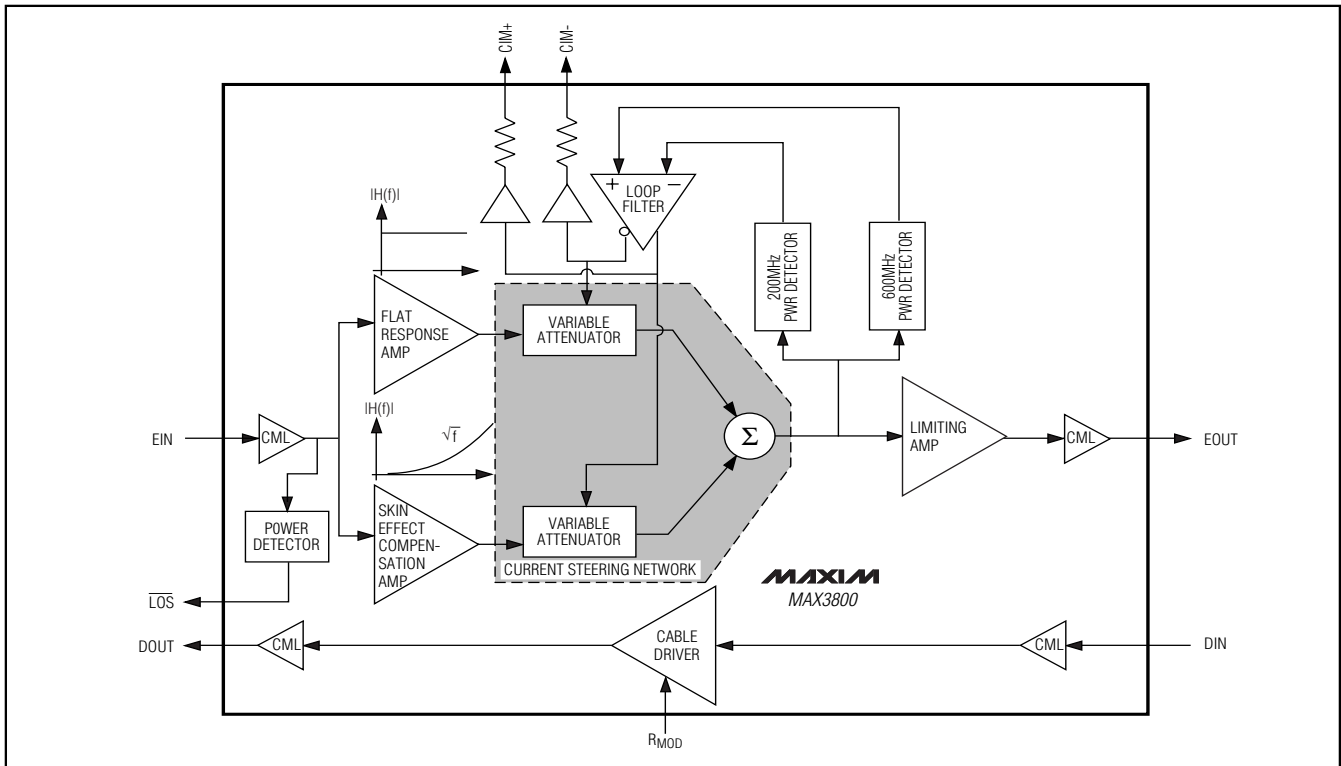 CIM+
CIM-
|H(f)|
+
−
LOOP
FILTER
200MHz
PWR DETECTOR
600MHz
PWR DETECTOR
FLAT
RESPONSE
AMP
VARIABLE
ATTENUATOR
|H(f)|
√f
EIN
CML
Σ
LIMITING
AMP
CML
EOUT
POWER
DETECTOR
SKIN
EFFECT
COMPEN-
SATION
AMP
VARIABLE
ATTENUATOR
CURRENT STEERING NETWORK
MAXIM
MAX3800
LOS
DOUT
CML
CABLE
DRIVER
CML
DIN
RMOD